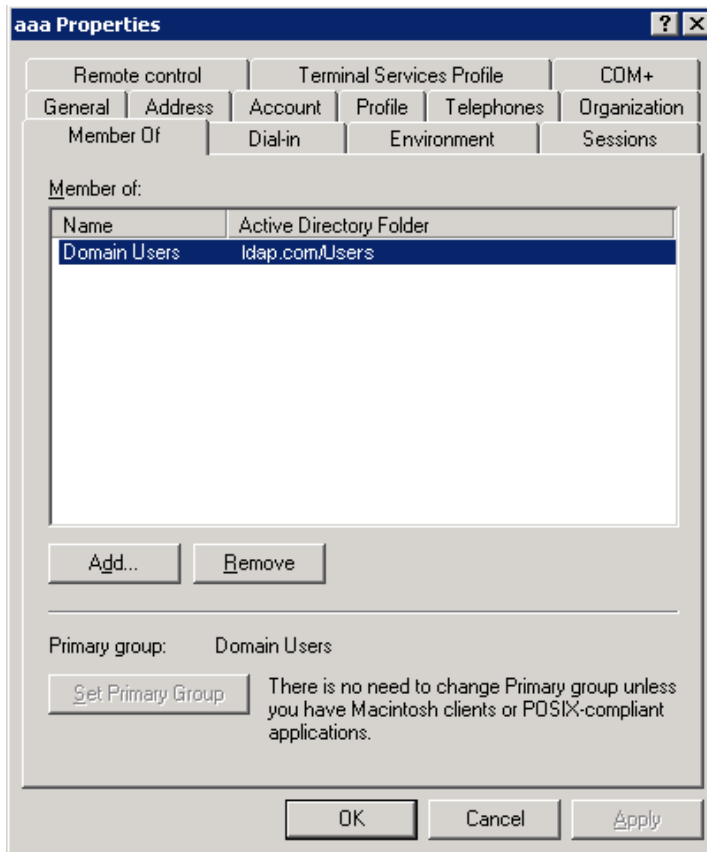 aaa Properties
Remote control Terminal Services Profile COM+
General Address Account Profile Telephones Organization
Member Of Dial-in Environment Sessions
Member of:
Name Active Directory Folder
Domain Users ldap.com/Users
Add... Remove
Primary group: Domain Users
Set Primary Group
There is no need to change Primary group unless
you have Macintosh clients or POSIX-compliant
applications.
OK Cancel Apply